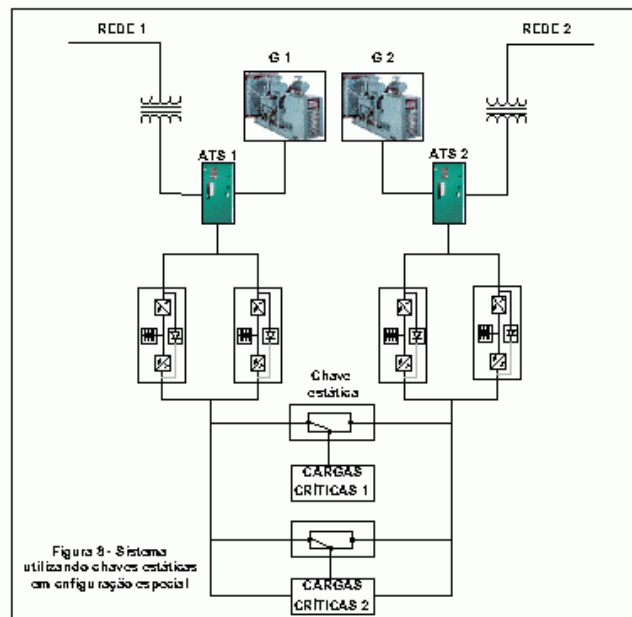 REDE 1
REDE 2
G 1
G 2
ATS 1
ATS 2
Chave
estática
CARGAS
CRÍTICAS 1
CARGAS
CRÍTICAS 2
Figura 8 - Sistema
utilizando chaves estáticas
em enfiguração especial